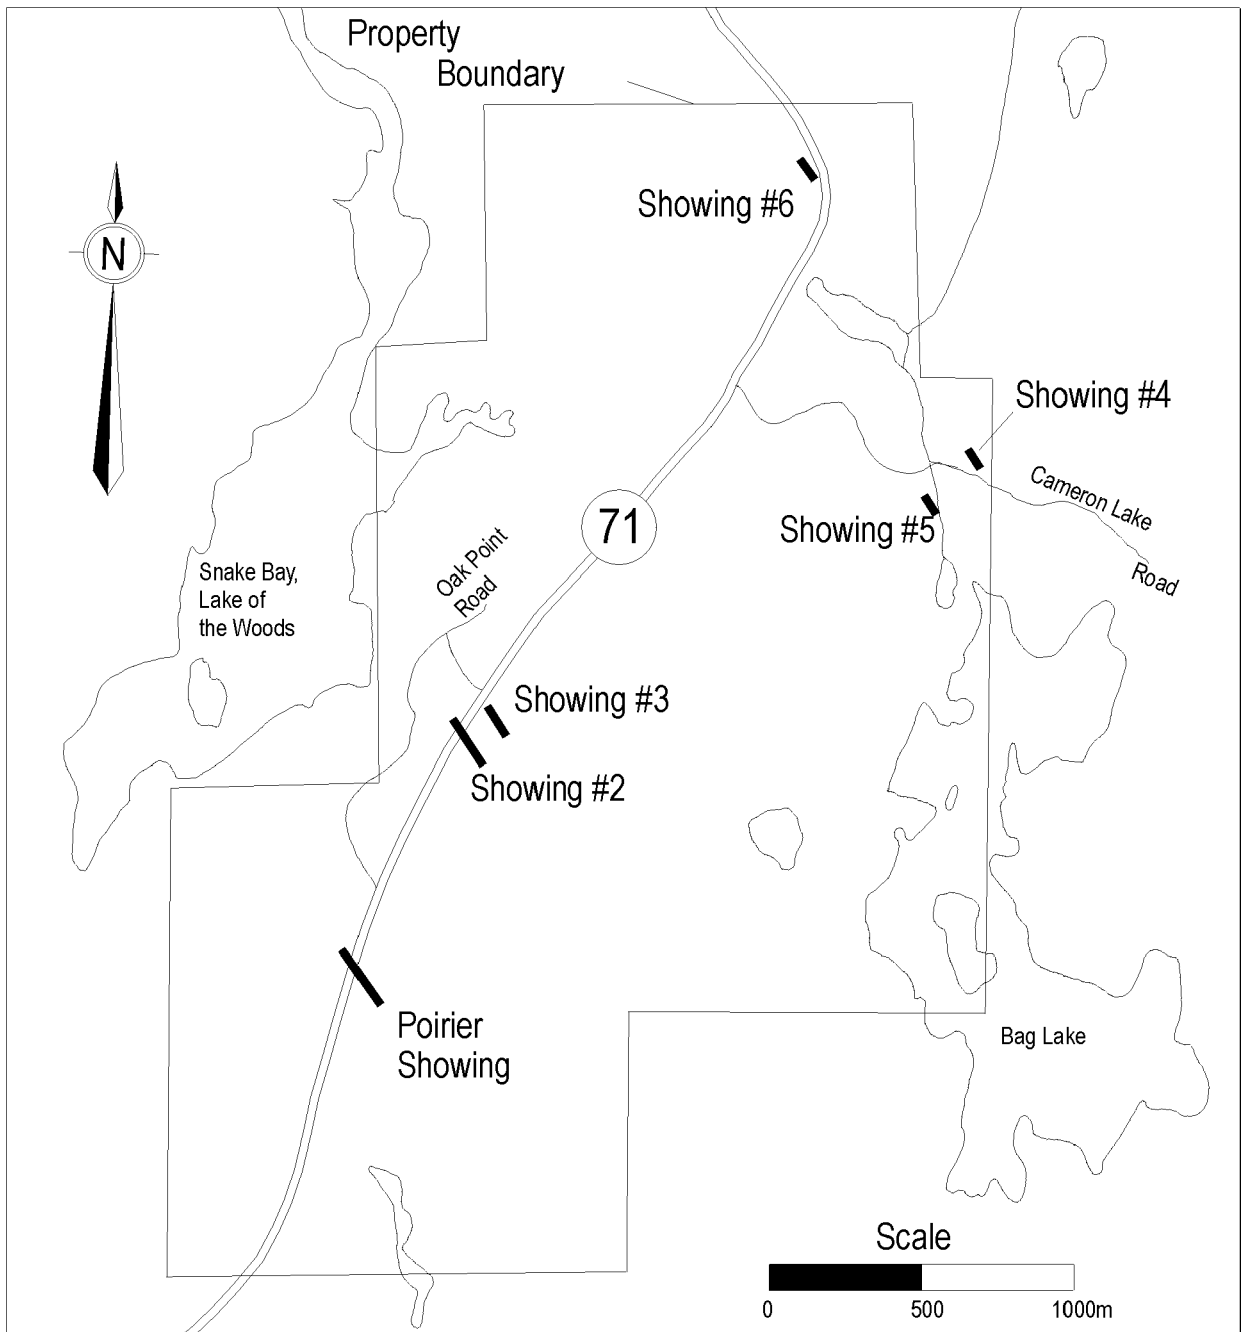 Property
Boundary
N
Showing #6
Showing #4
Cameron Lake
Road
Showing #5
71
Oak Point
Road
Snake Bay,
Lake of
the Woods
Showing #3
Showing #2
Poirier
Showing
Bag Lake
Scale
0 500 1000m